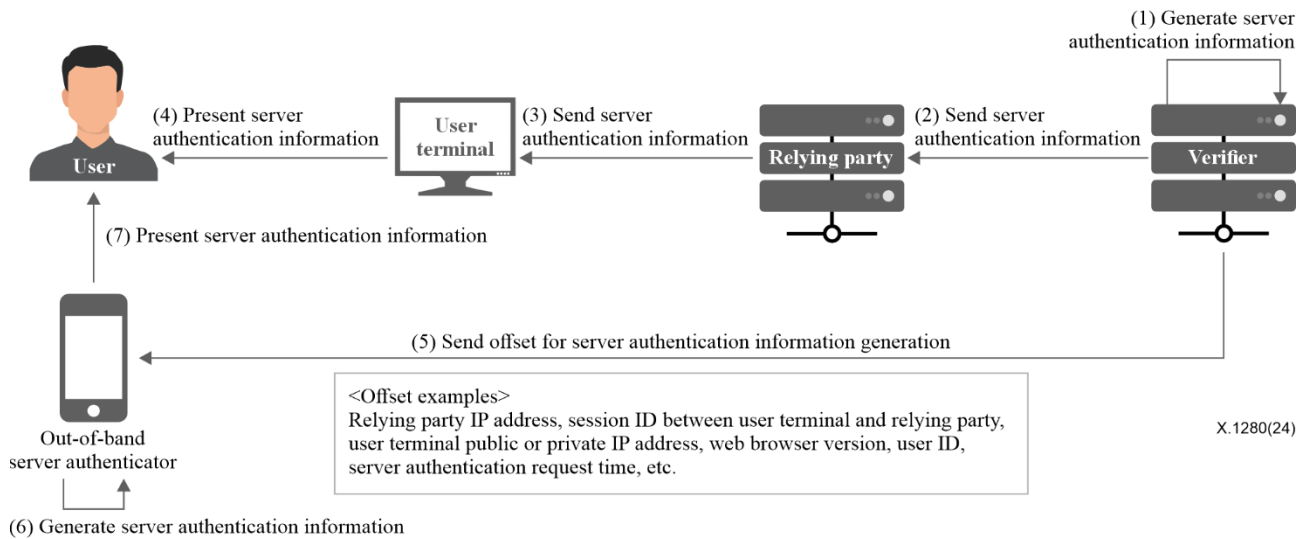 (1) Generate server
authentication information
(4) Present server
authentication information
(3) Send server
authentication information
(2) Send server
authentication information
User
User
terminal
Relying party
Verifier
(7) Present server authentication information
(5) Send offset for server authentication information generation
<Offset examples>
Relying party IP address, session ID between user terminal and relying party,
user terminal public or private IP address, web browser version, user ID,
server authentication request time, etc.
X.1280(24)
Out-of-band
server authenticator
(6) Generate server authentication information